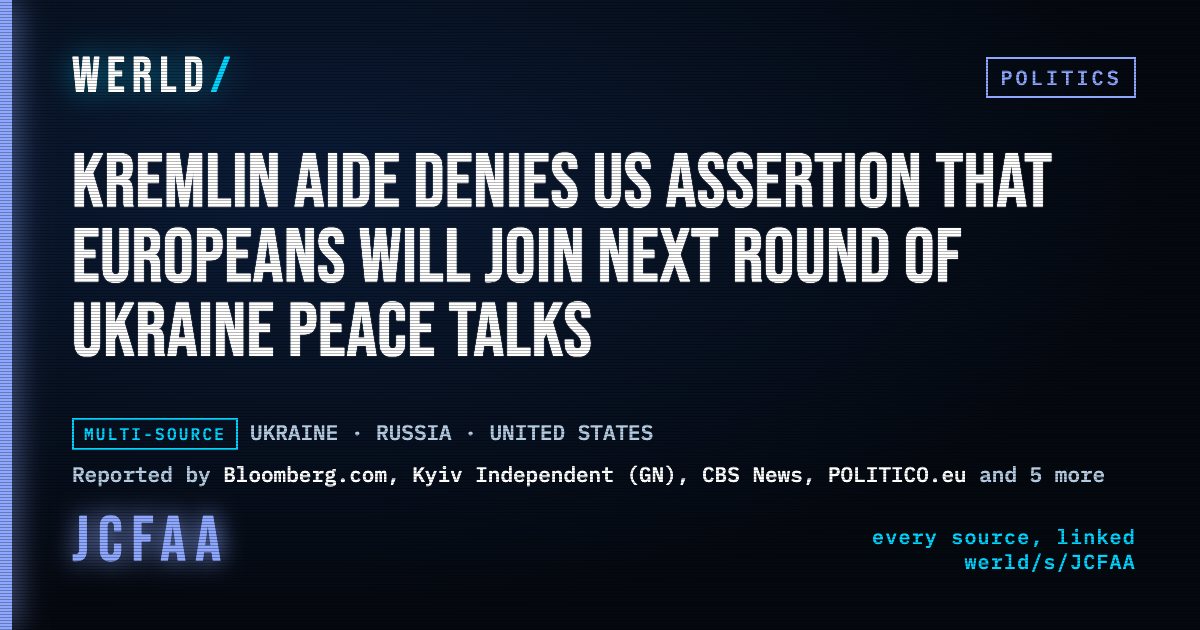 WERLD/
POLITICS
KREMLIN AIDE DENIES US ASSERTION THAT
EUROPEANS WILL JOIN NEXT ROUND OF
UKRAINE PEACE TALKS
MULTI-SOURCE UKRAINE · RUSSIA · UNITED STATES
Reported by Bloomberg.com, Kyiv Independent (GN), CBS News, POLITICO.eu and 5 more
JCFAA
every source, linked
werld/s/JCFAA